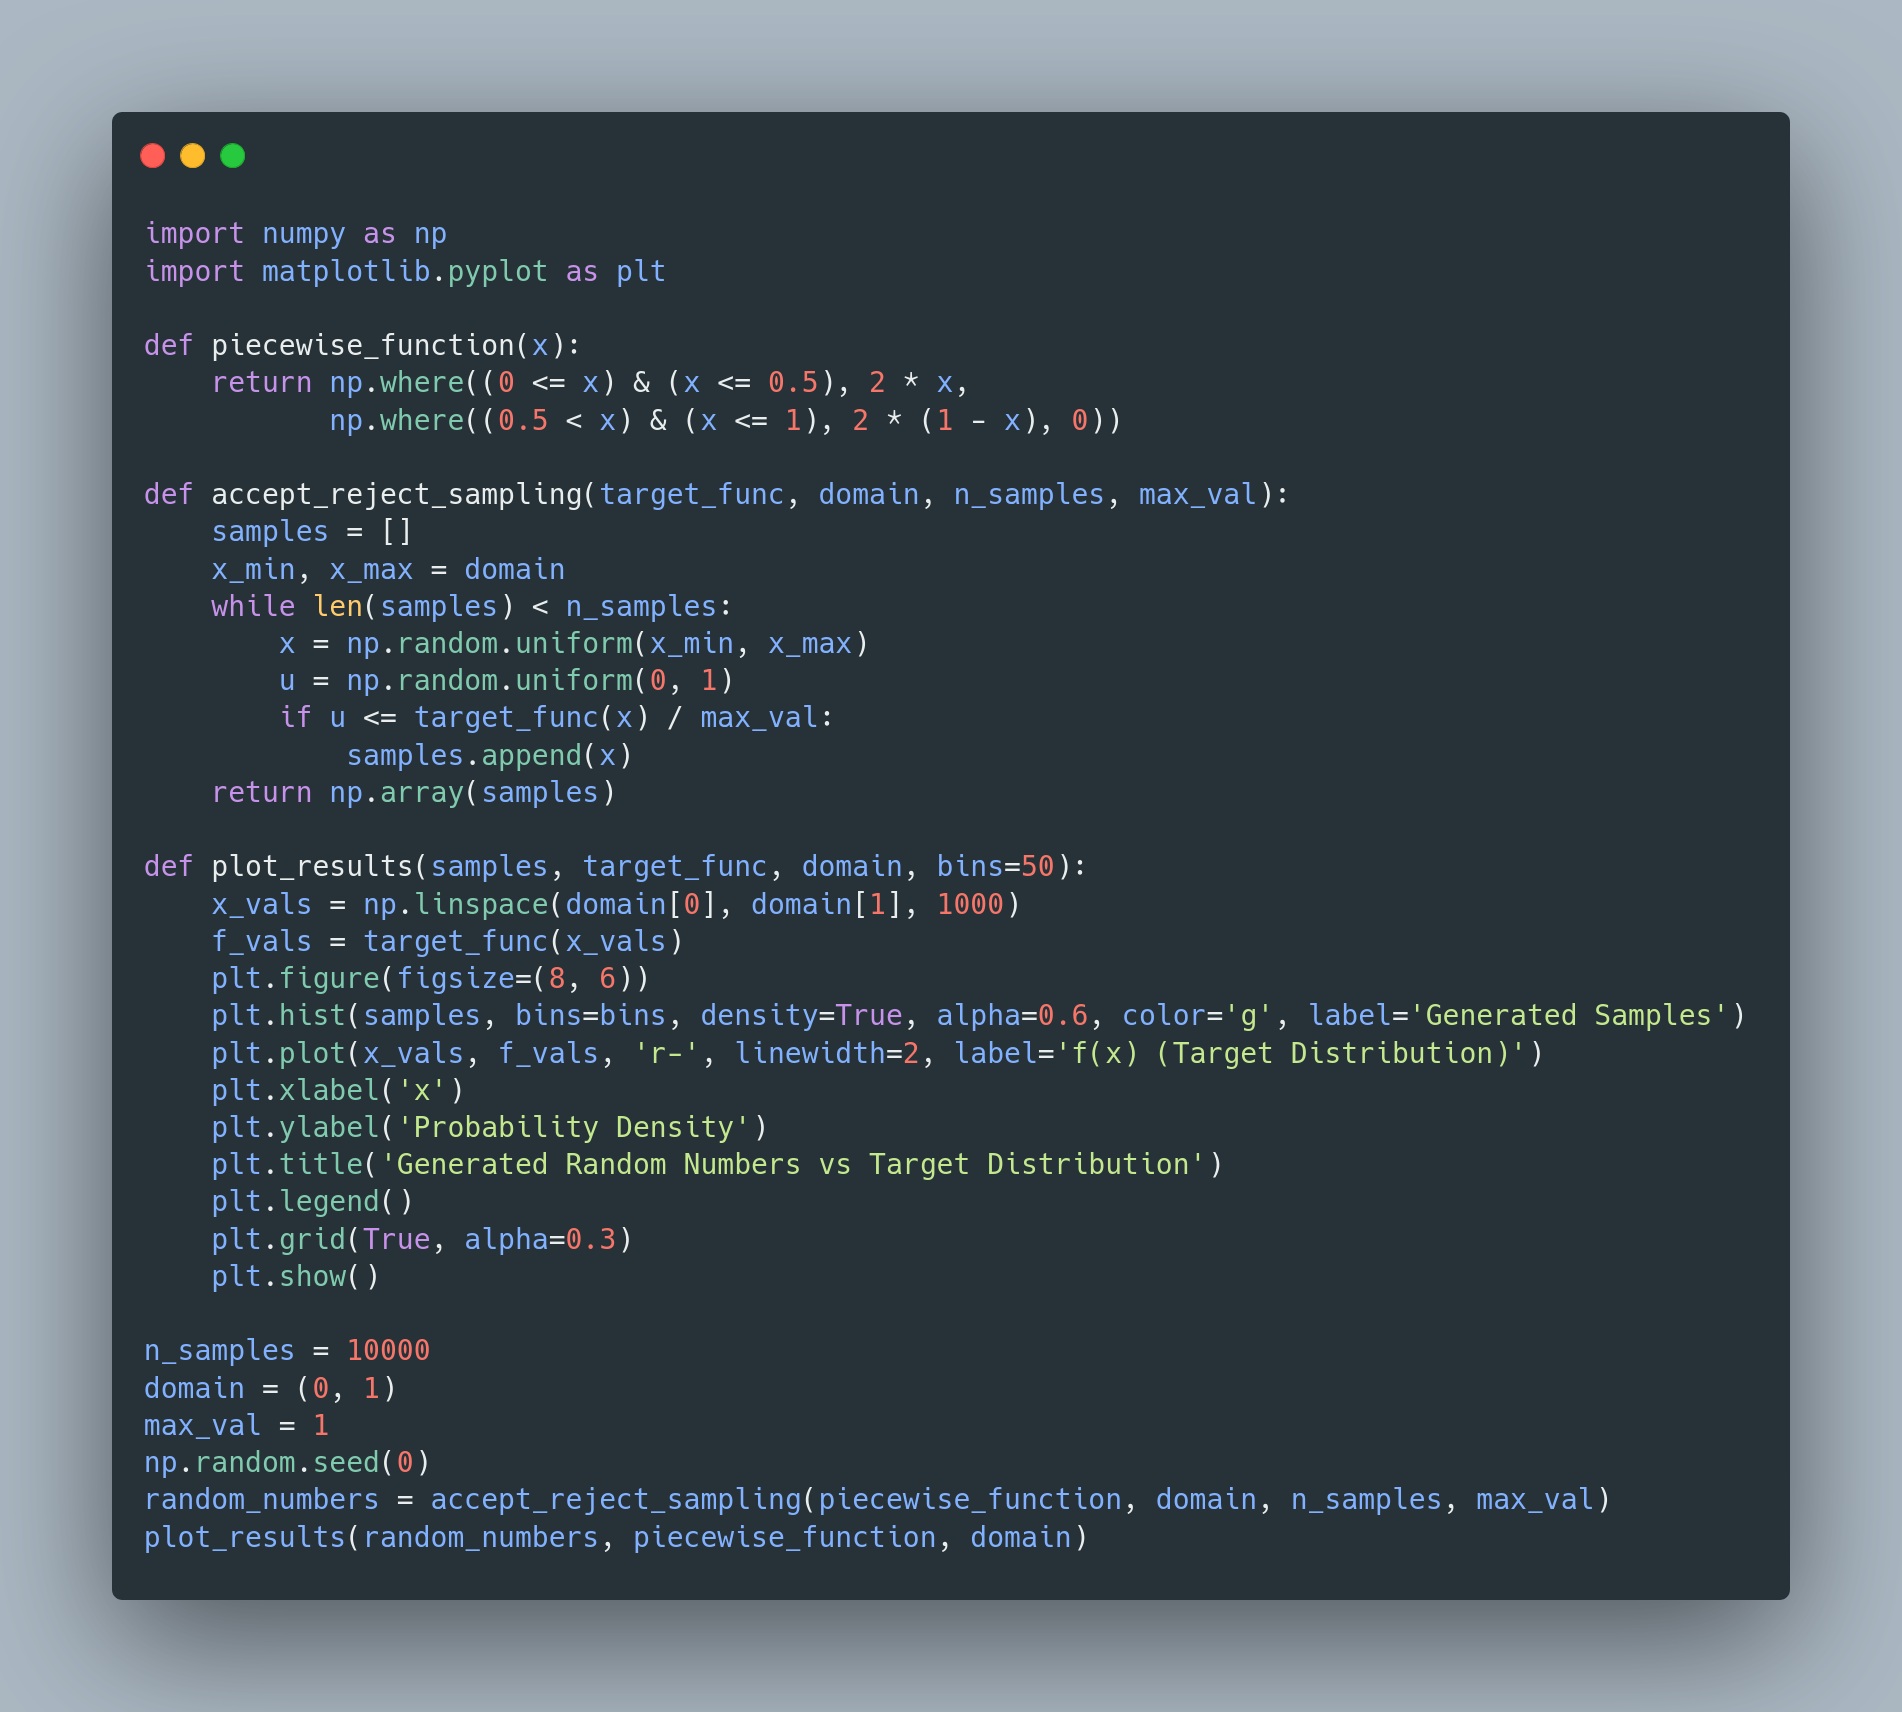 import numpy as np
import matplotlib.pyplot as plt

def piecewise_function(x):
    return np.where((0 <= x) & (x <= 0.5), 2 * x,
           np.where((0.5 < x) & (x <= 1), 2 * (1 - x), 0))

def accept_reject_sampling(target_func, domain, n_samples, max_val):
    samples = []
    x_min, x_max = domain
    while len(samples) < n_samples:
        x = np.random.uniform(x_min, x_max)
        u = np.random.uniform(0, 1)
        if u <= target_func(x) / max_val:
            samples.append(x)
    return np.array(samples)

def plot_results(samples, target_func, domain, bins=50):
    x_vals = np.linspace(domain[0], domain[1], 1000)
    f_vals = target_func(x_vals)
    plt.figure(figsize=(8, 6))
    plt.hist(samples, bins=bins, density=True, alpha=0.6, color='g', label='Generated Samples')
    plt.plot(x_vals, f_vals, 'r-', linewidth=2, label='f(x) (Target Distribution)')
    plt.xlabel('x')
    plt.ylabel('Probability Density')
    plt.title('Generated Random Numbers vs Target Distribution')
    plt.legend()
    plt.grid(True, alpha=0.3)
    plt.show()

n_samples = 10000
domain = (0, 1)
max_val = 1
np.random.seed(0)
random_numbers = accept_reject_sampling(piecewise_function, domain, n_samples, max_val)
plot_results(random_numbers, piecewise_function, domain)